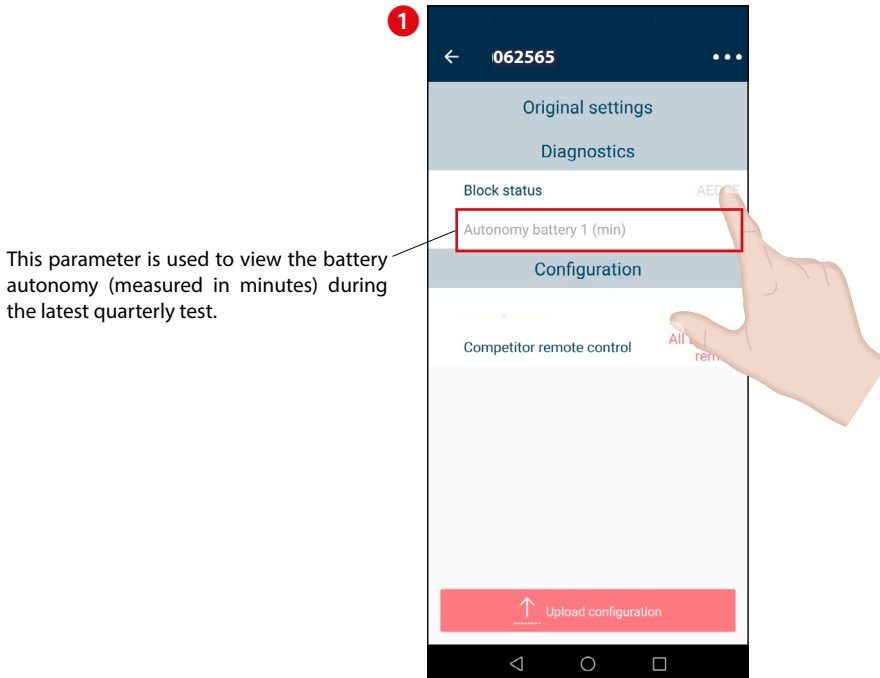 1
062565
Original settings
Diagnostics
Block status
Autonomy battery 1 (min)
This parameter is used to view the battery
autonomy (measured in minutes) during
the latest quarterly test.
Configuration
Competitor remote control
All
Upload configuration